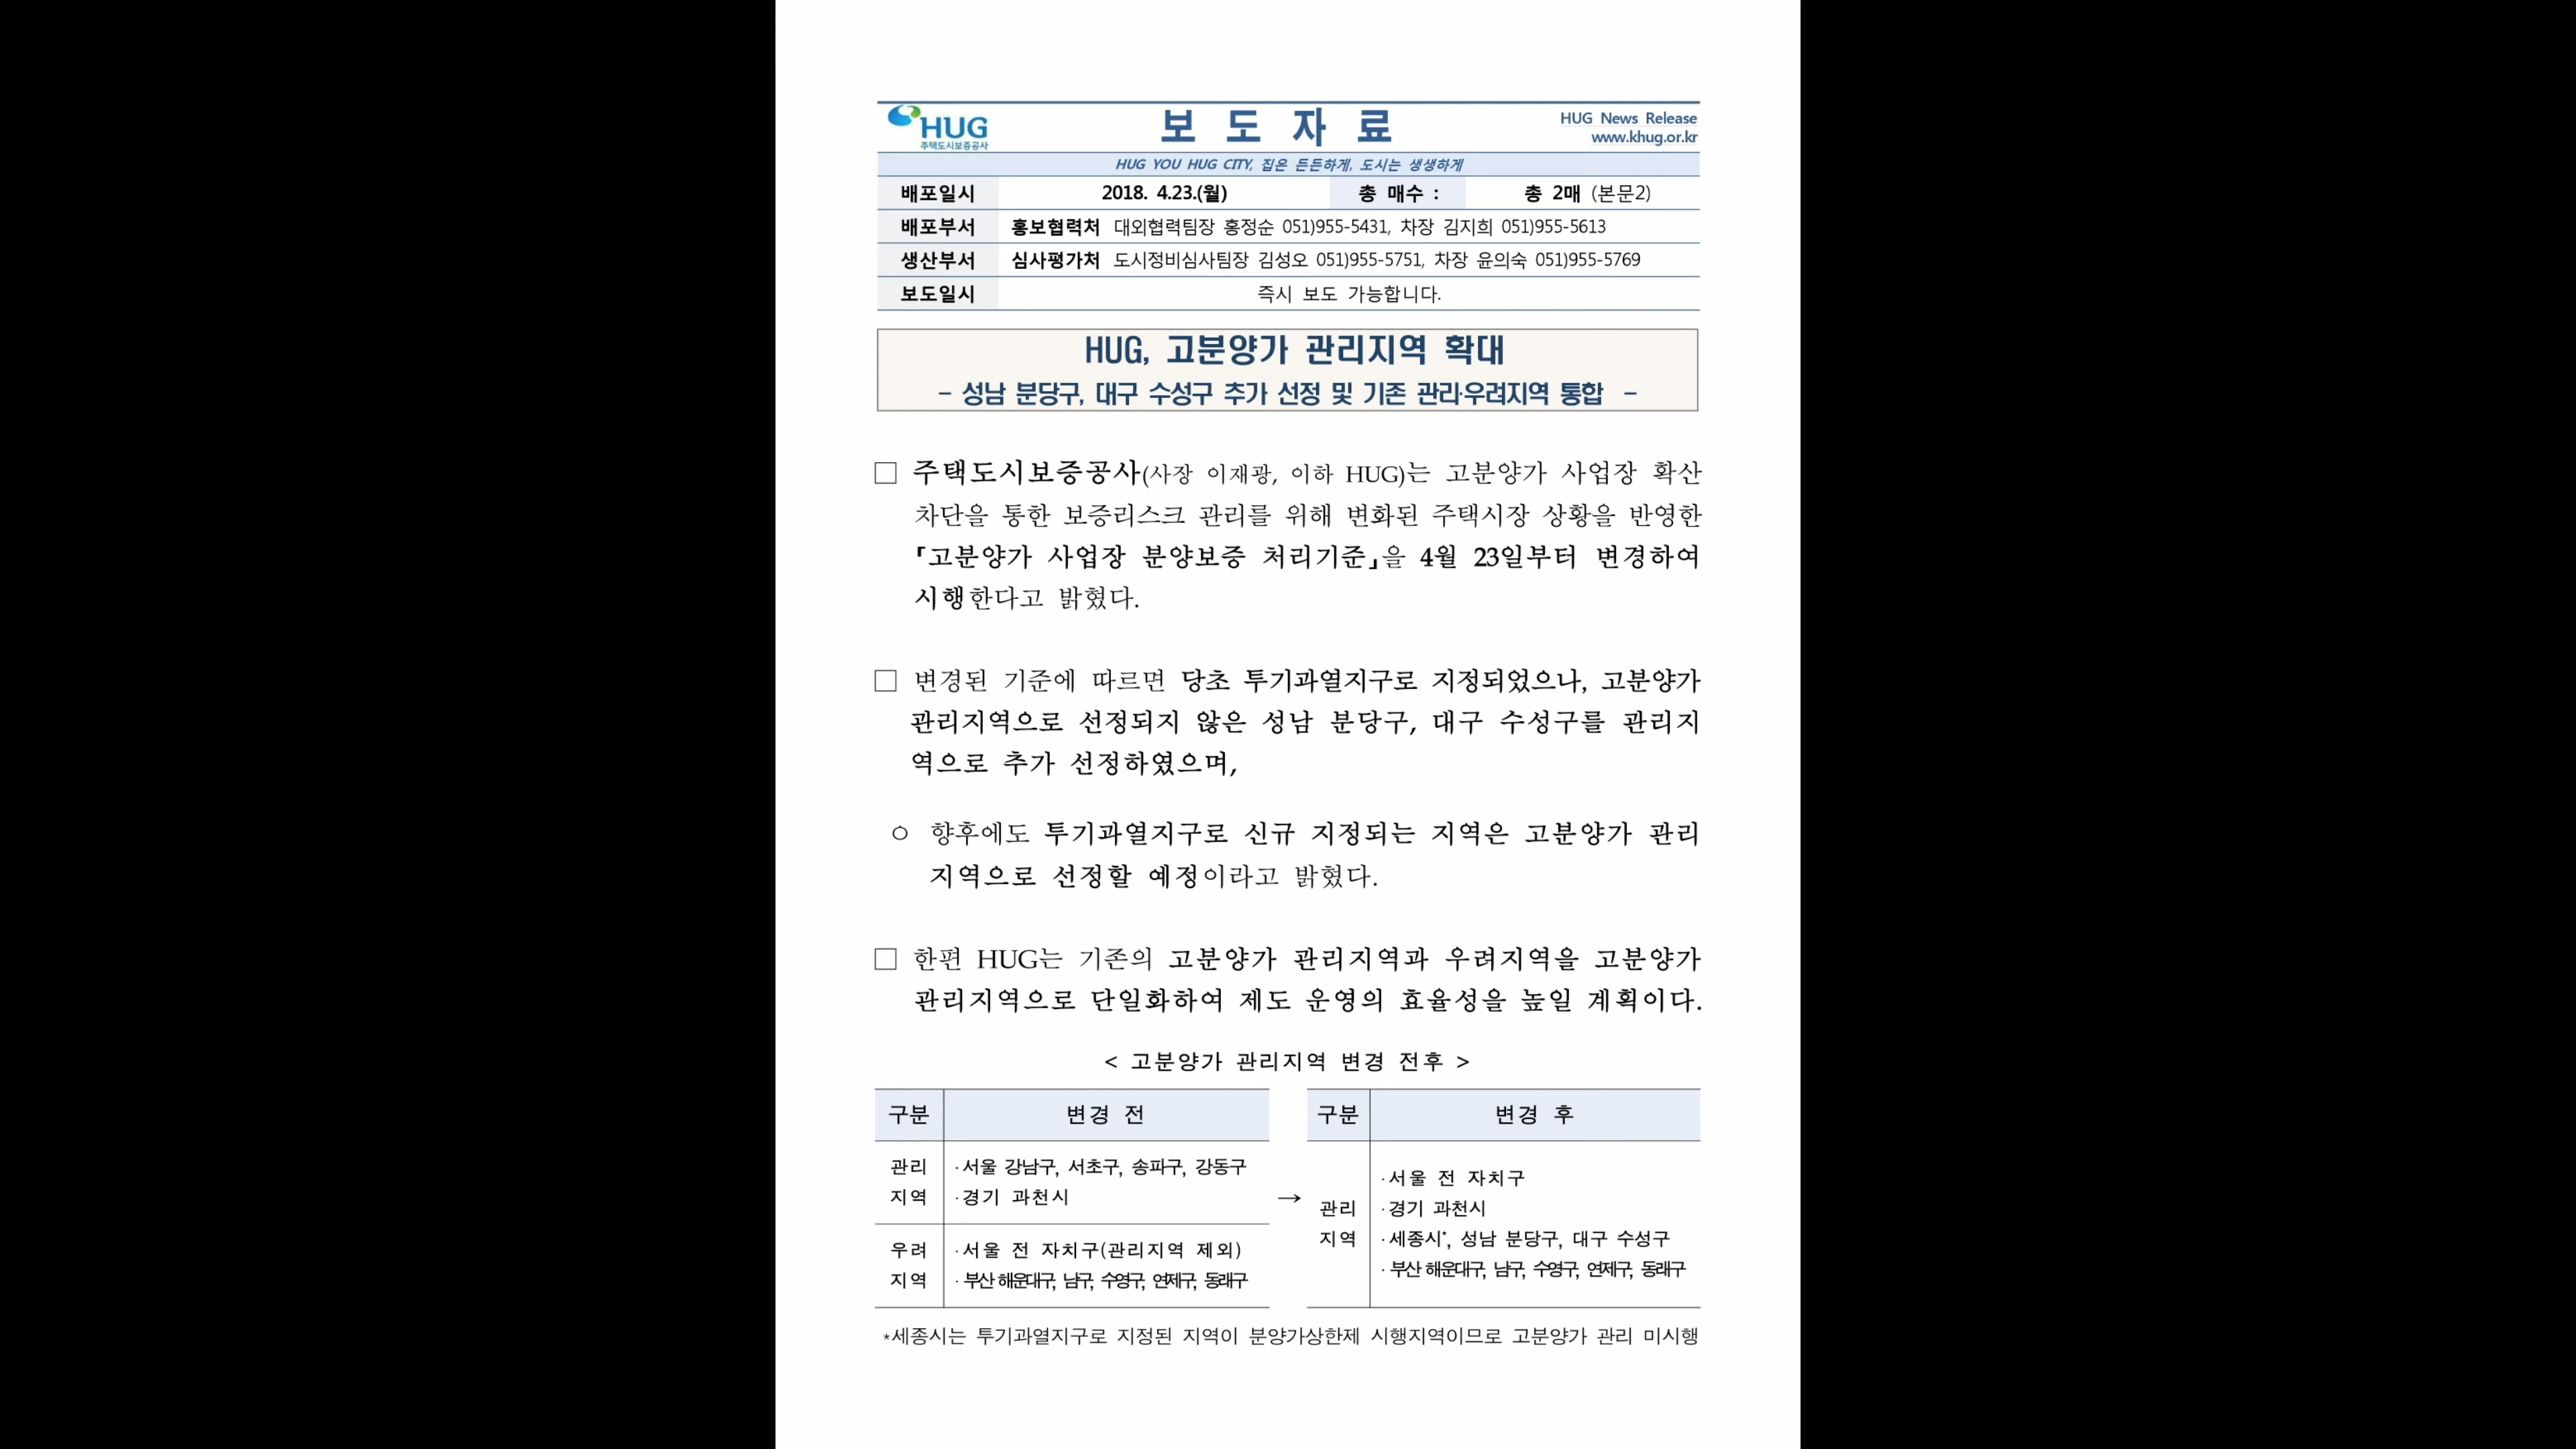 HUG
주택도시보증공사
보 도 자 료
HUG News Release
www.khug.or.kr
HUG YOU HUG CITY, 집은 든든하게, 도시는 생생하게
배포일시 2018. 4.23.(월) 총 매수 : 총 2매 (본문2)
배포부서 홍보협력처 대외협력팀장 홍정순 051)955-5431, 차장 김지희 051)955-5613
생산부서 심사평가처 도시정비심사팀장 김성오 051)955-5751, 차장 윤의숙 051)955-5769
보도일시 즉시 보도 가능합니다.
HUG, 고분양가 관리지역 확대
- 성남 분당구, 대구 수성구 추가 선정 및 기존 관리·우려지역 통합 -
□ 주택도시보증공사(사장 이재광, 이하 HUG)는 고분양가 사업장 확산
차단을 통한 보증리스크 관리를 위해 변화된 주택시장 상황을 반영한
「고분양가 사업장 분양보증 처리기준」을 4월 23일부터 변경하여
시행한다고 밝혔다.
□ 변경된 기준에 따르면 당초 투기과열지구로 지정되었으나, 고분양가
관리지역으로 선정되지 않은 성남 분당구, 대구 수성구를 관리지
역으로 추가 선정하였으며,
ㅇ 향후에도 투기과열지구로 신규 지정되는 지역은 고분양가 관리
지역으로 선정할 예정이라고 밝혔다.
□ 한편 HUG는 기존의 고분양가 관리지역과 우려지역을 고분양가
관리지역으로 단일화하여 제도 운영의 효율성을 높일 계획이다.
< 고분양가 관리지역 변경 전후 >
구분 변경 전
관리
지역
·서울 강남구, 서초구, 송파구, 강동구
·경기 과천시
우려
지역
·서울 전 자치구(관리지역 제외)
·부산 해운대구, 남구, 수영구, 연제구, 동래구
→
구분 변경 후
관리
지역
·서울 전 자치구
·경기 과천시
·세종시*, 성남 분당구, 대구 수성구
·부산 해운대구, 남구, 수영구, 연제구, 동래구
*세종시는 투기과열지구로 지정된 지역이 분양가상한제 시행지역이므로 고분양가 관리 미시행